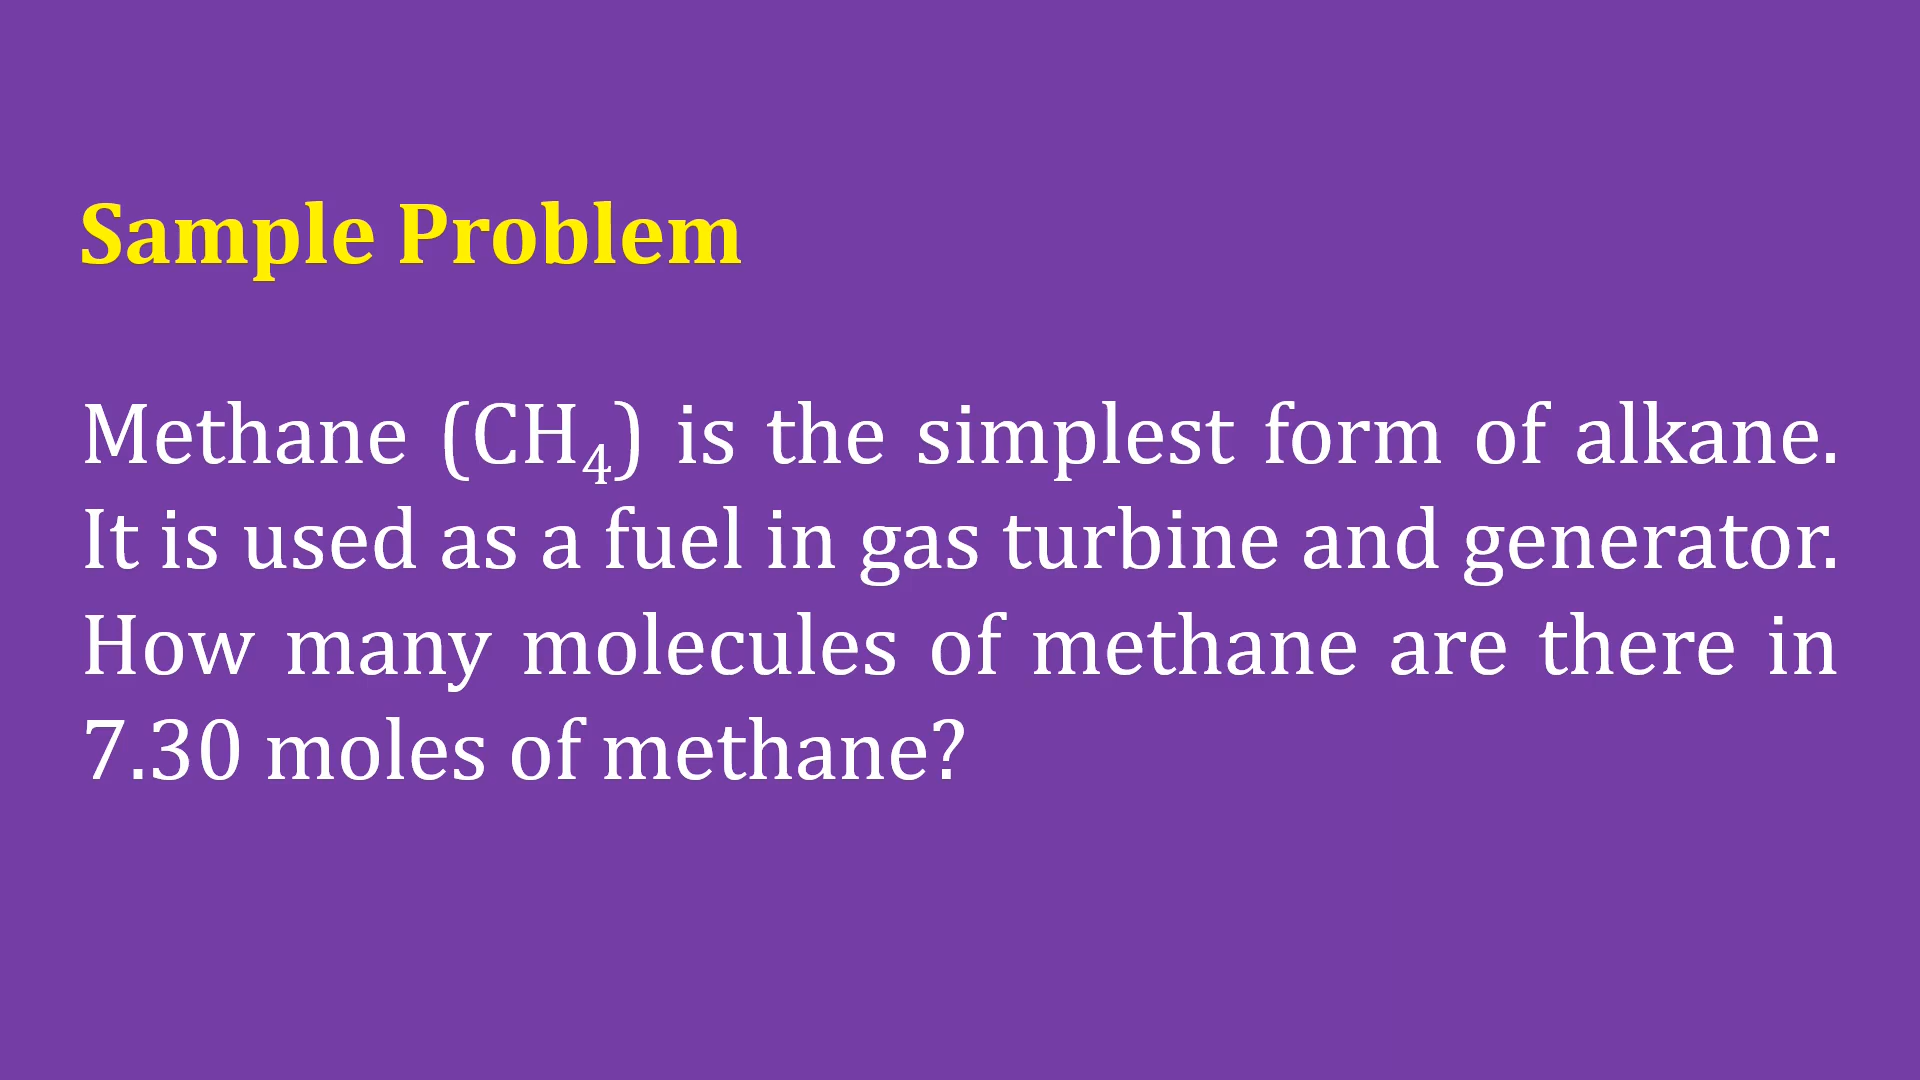 Sample Problem
Methane (CH₄) is the simplest form of alkane.
It is used as a fuel in gas turbine and generator.
How many molecules of methane are there in
7.30 moles of methane?